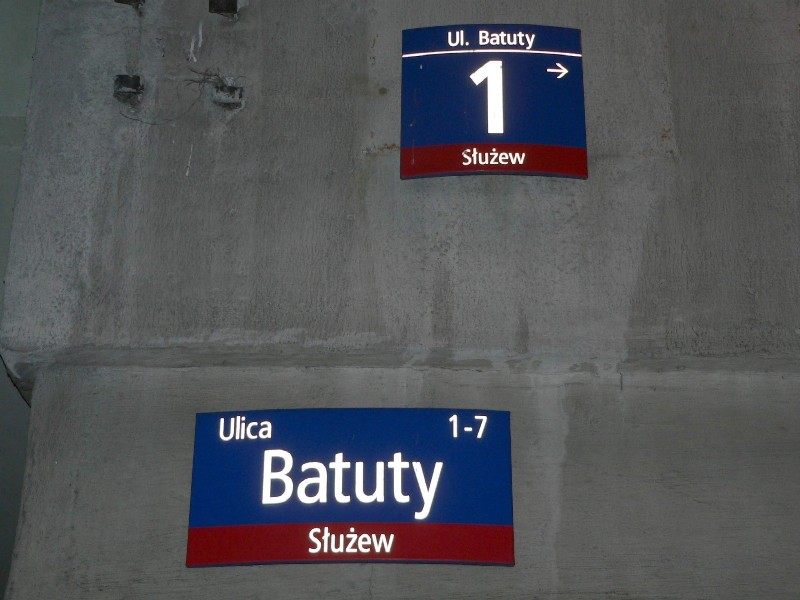 Ul. Batuty
1 →
Służew
Ulica 1-7
Batuty
Służew